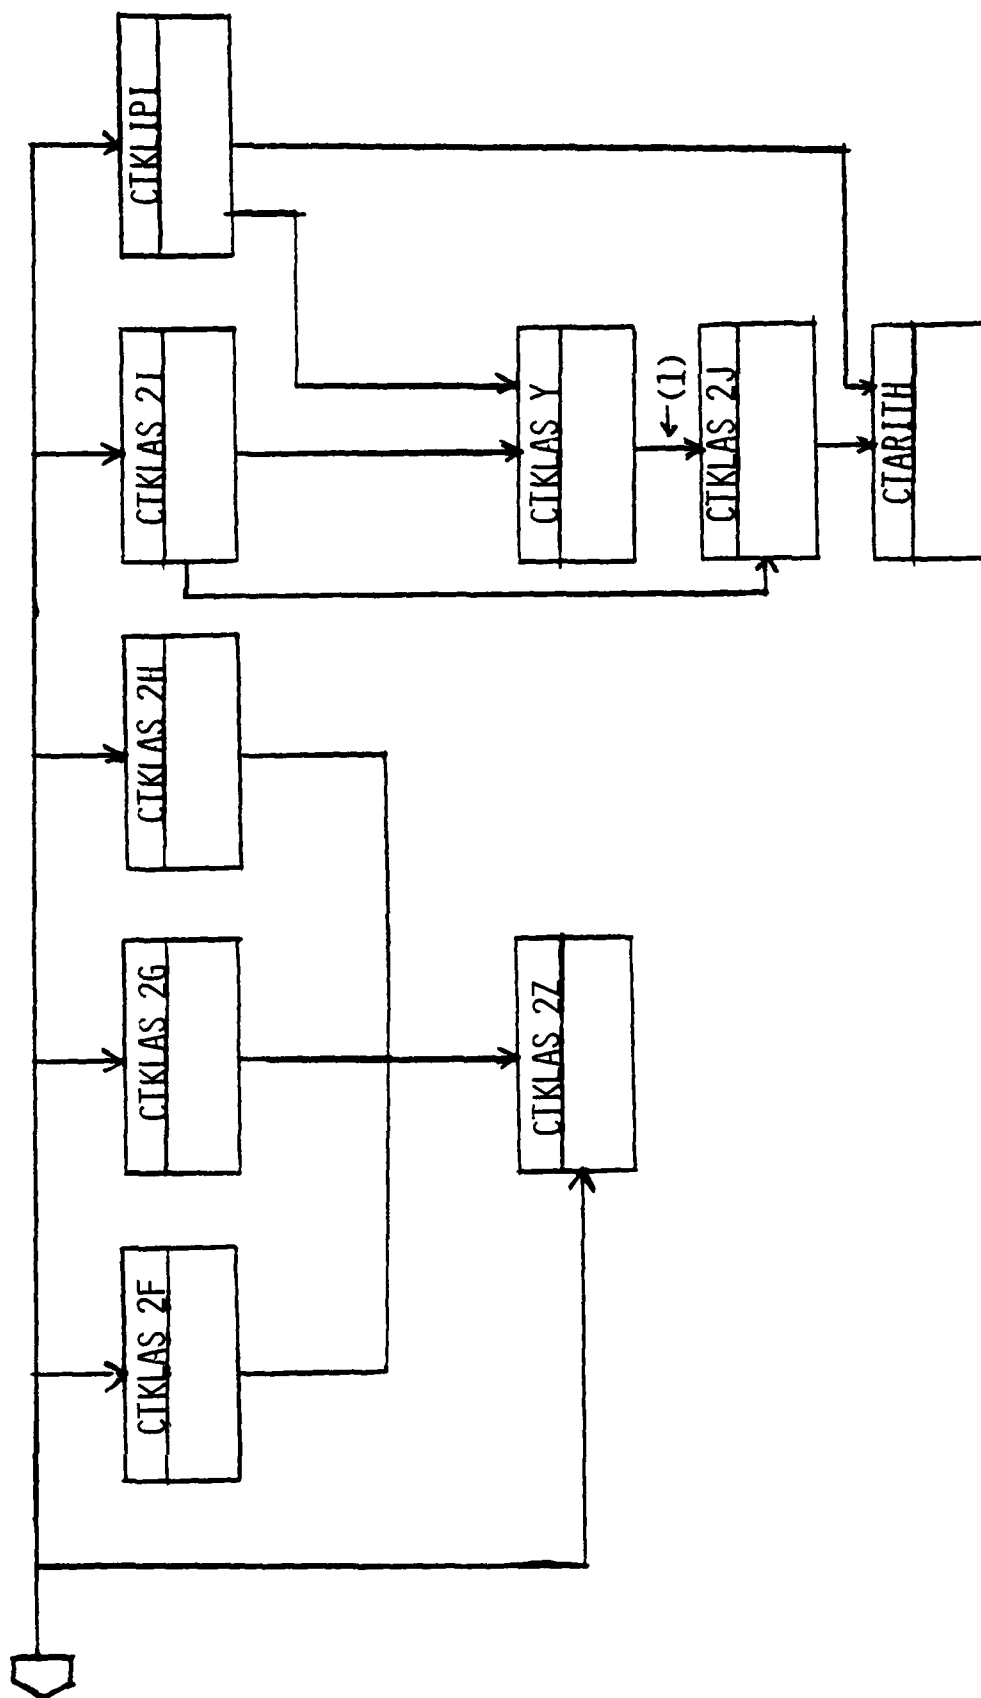 CTKLAS 2F
CTKLAS 2G
CTKLAS 2H
CTKLAS 2I
CTKLIPI
CTKLAS 2Z
CTKLAS Y
(1)
CTKLAS 2J
CTARITH